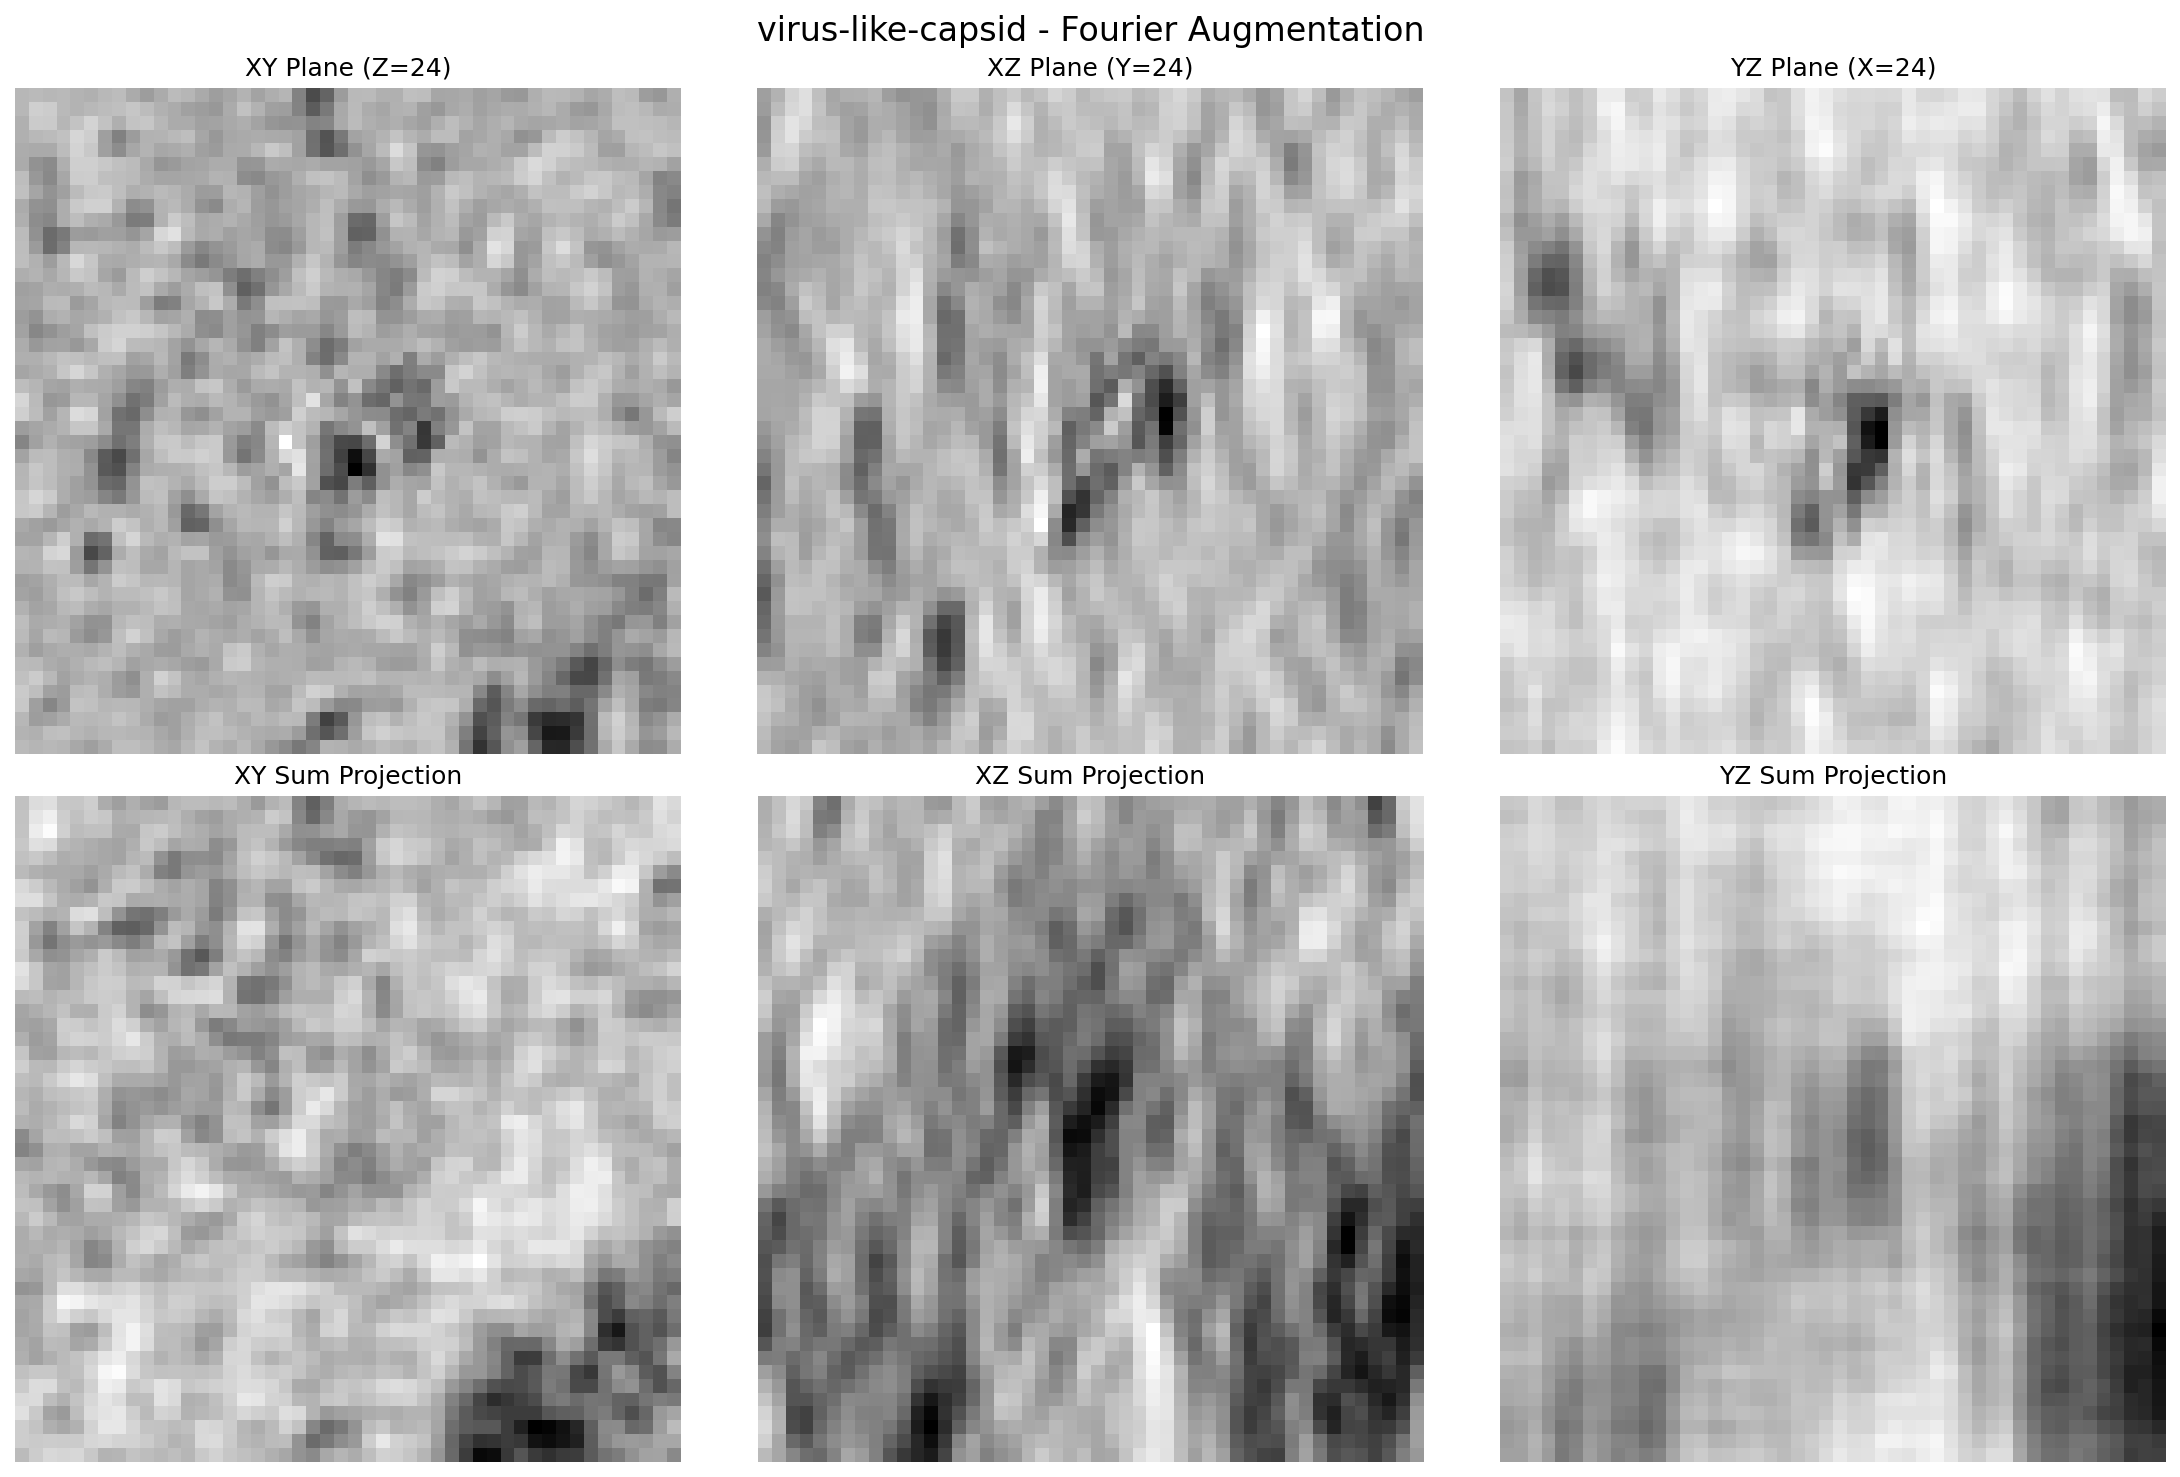 virus-like-capsid - Fourier Augmentation
XY Plane (Z=24)
XZ Plane (Y=24)
YZ Plane (X=24)
XY Sum Projection
XZ Sum Projection
YZ Sum Projection